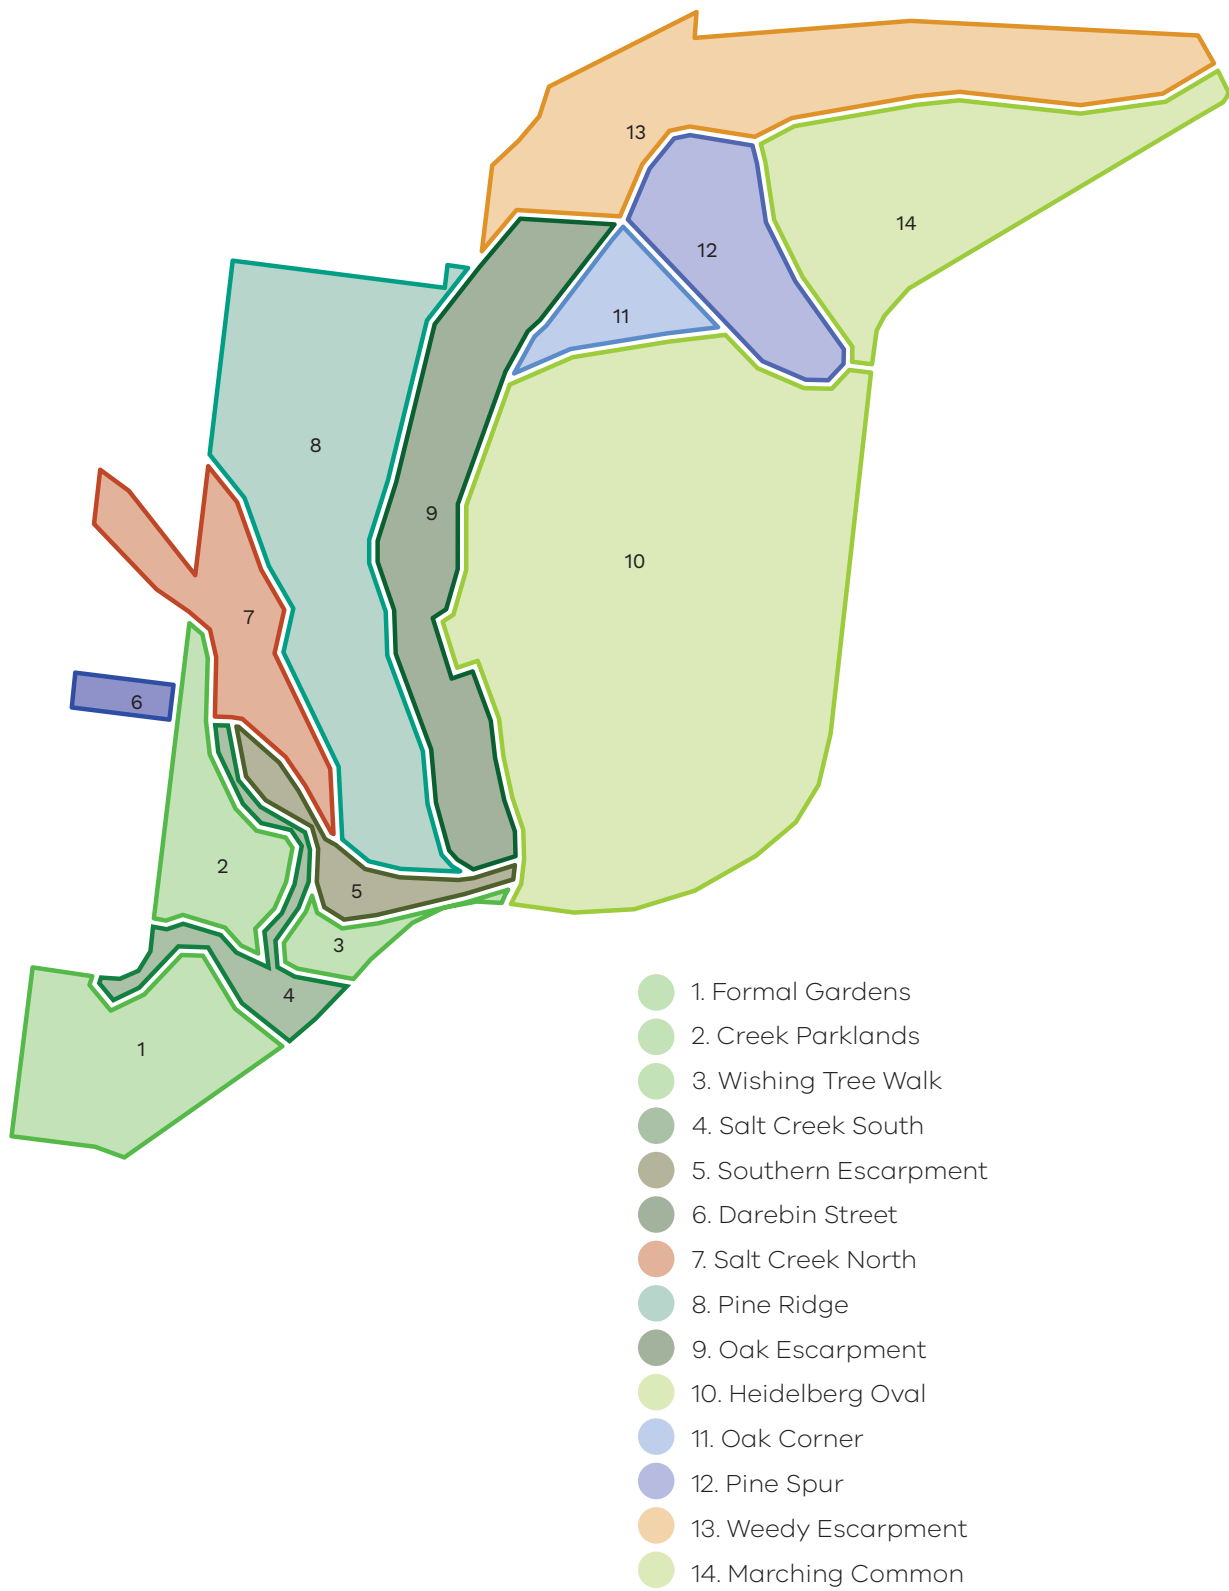 13
14
12
11
8
9
10
7
6
2
5
3
4
1
1. Formal Gardens
2. Creek Parklands
3. Wishing Tree Walk
4. Salt Creek South
5. Southern Escarpment
6. Darebin Street
7. Salt Creek North
8. Pine Ridge
9. Oak Escarpment
10. Heidelberg Oval
11. Oak Corner
12. Pine Spur
13. Weedy Escarpment
14. Marching Common